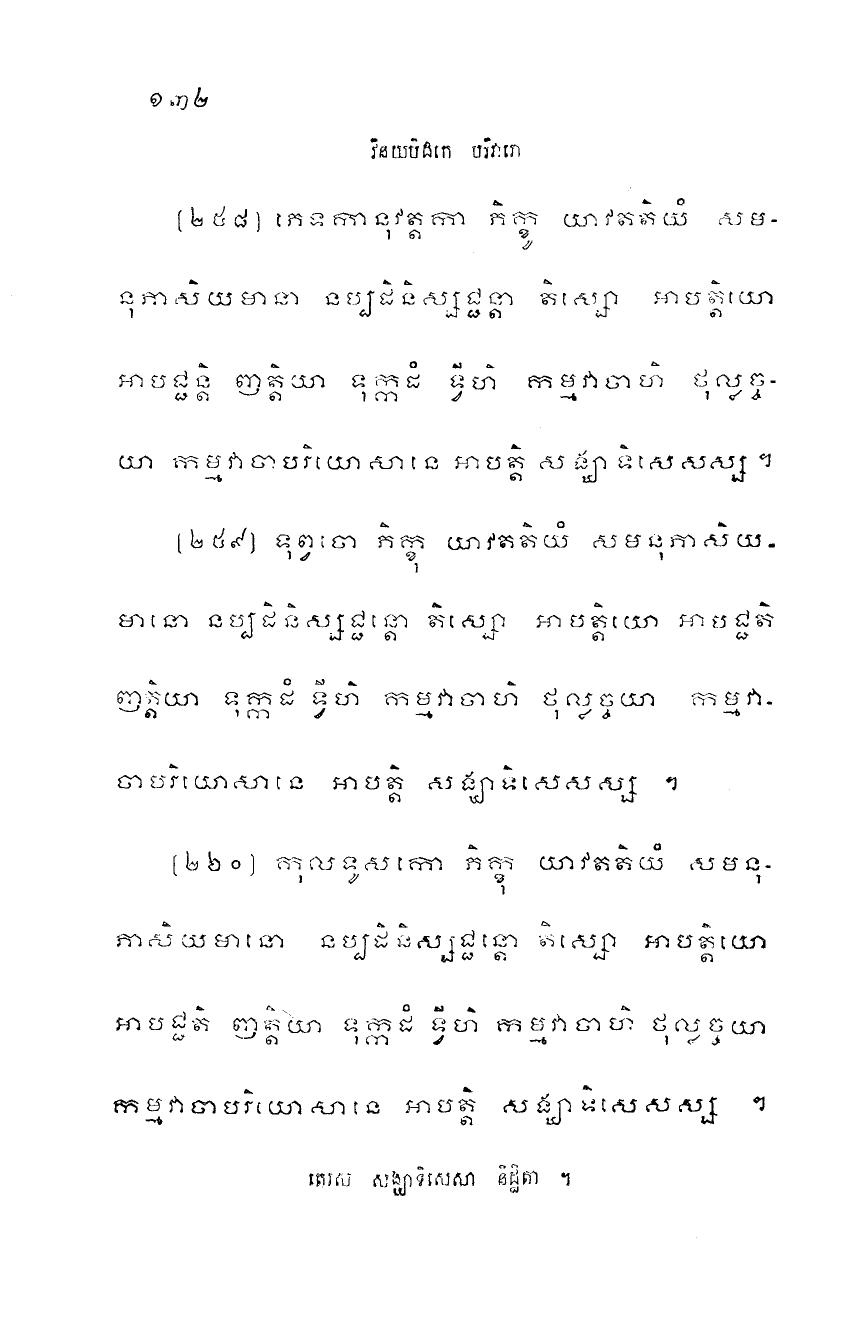 ១៣២
វិនយបិដកេ បរិវារោ
(២៥៨) ភេទកានុវត្តកា ភិក្ខូ យាវតតិយំ សម-
នុភាសិយមានា នប្បដិនិស្សជ្ជន្តា តិស្សោ អាបត្តិយោ
អាបជ្ជន្តិ ញត្តិយា ទុក្កដំ ទ្វីហិ កម្មវាចាហិ ថុល្លច្ច-
យា កម្មវាចាបរិយោសានេ អាបត្តិ សង្ឃាទិសេសស្ស ។
(២៥៩) ទុព្វចោ ភិក្ខុ យាវតតិយំ សមនុភាសិយ-
មានោ នប្បដិនិស្សជ្ជន្តោ តិស្សោ អាបត្តិយោ អាបជ្ជតិ
ញត្តិយា ទុក្កដំ ទ្វីហិ កម្មវាចាហិ ថុល្លច្ចយា កម្មវា-
ចាបរិយោសានេ អាបត្តិ សង្ឃាទិសេសស្ស ។
(២៦០) កុលទូសកោ ភិក្ខុ យាវតតិយំ សមនុ-
ភាសិយមានោ នប្បដិនិស្សជ្ជន្តោ តិស្សោ អាបត្តិយោ
អាបជ្ជតិ ញត្តិយា ទុក្កដំ ទ្វីហិ កម្មវាចាហិ ថុល្លច្ចយា
កម្មវាចាបរិយោសានេ អាបត្តិ សង្ឃាទិសេសស្ស ។
តេរស សង្ឃាទិសេសា និដ្ឋិតា ។